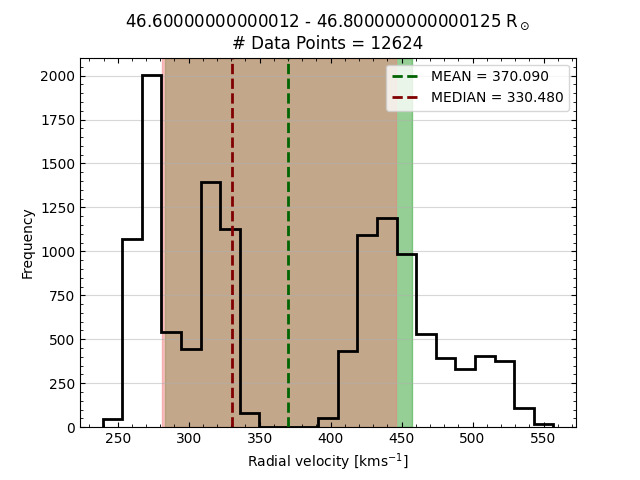 46.60000000000012 - 46.800000000000125 R⊙
# Data Points = 12624
MEAN = 370.090
MEDIAN = 330.480
2000
1750
1500
1250
1000
750
500
250
0
Frequency
250 300 350 400 450 500 550
Radial velocity [kms⁻¹]